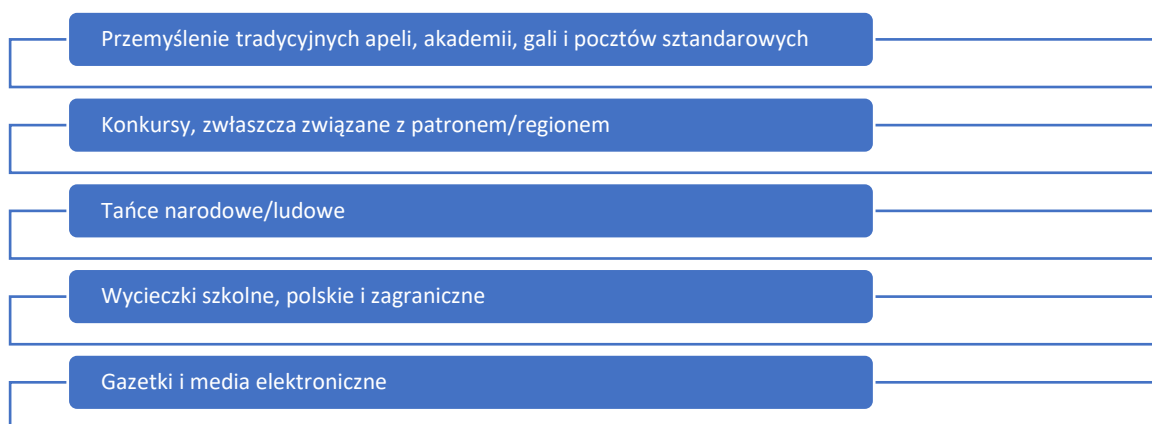 Przemyślenie tradycyjnych apeli, akademii, gali i pocztów sztandarowych
Konkursy, zwłaszcza związane z patronem/regionem
Tańce narodowe/ludowe
Wycieczki szkolne, polskie i zagraniczne
Gazetki i media elektroniczne